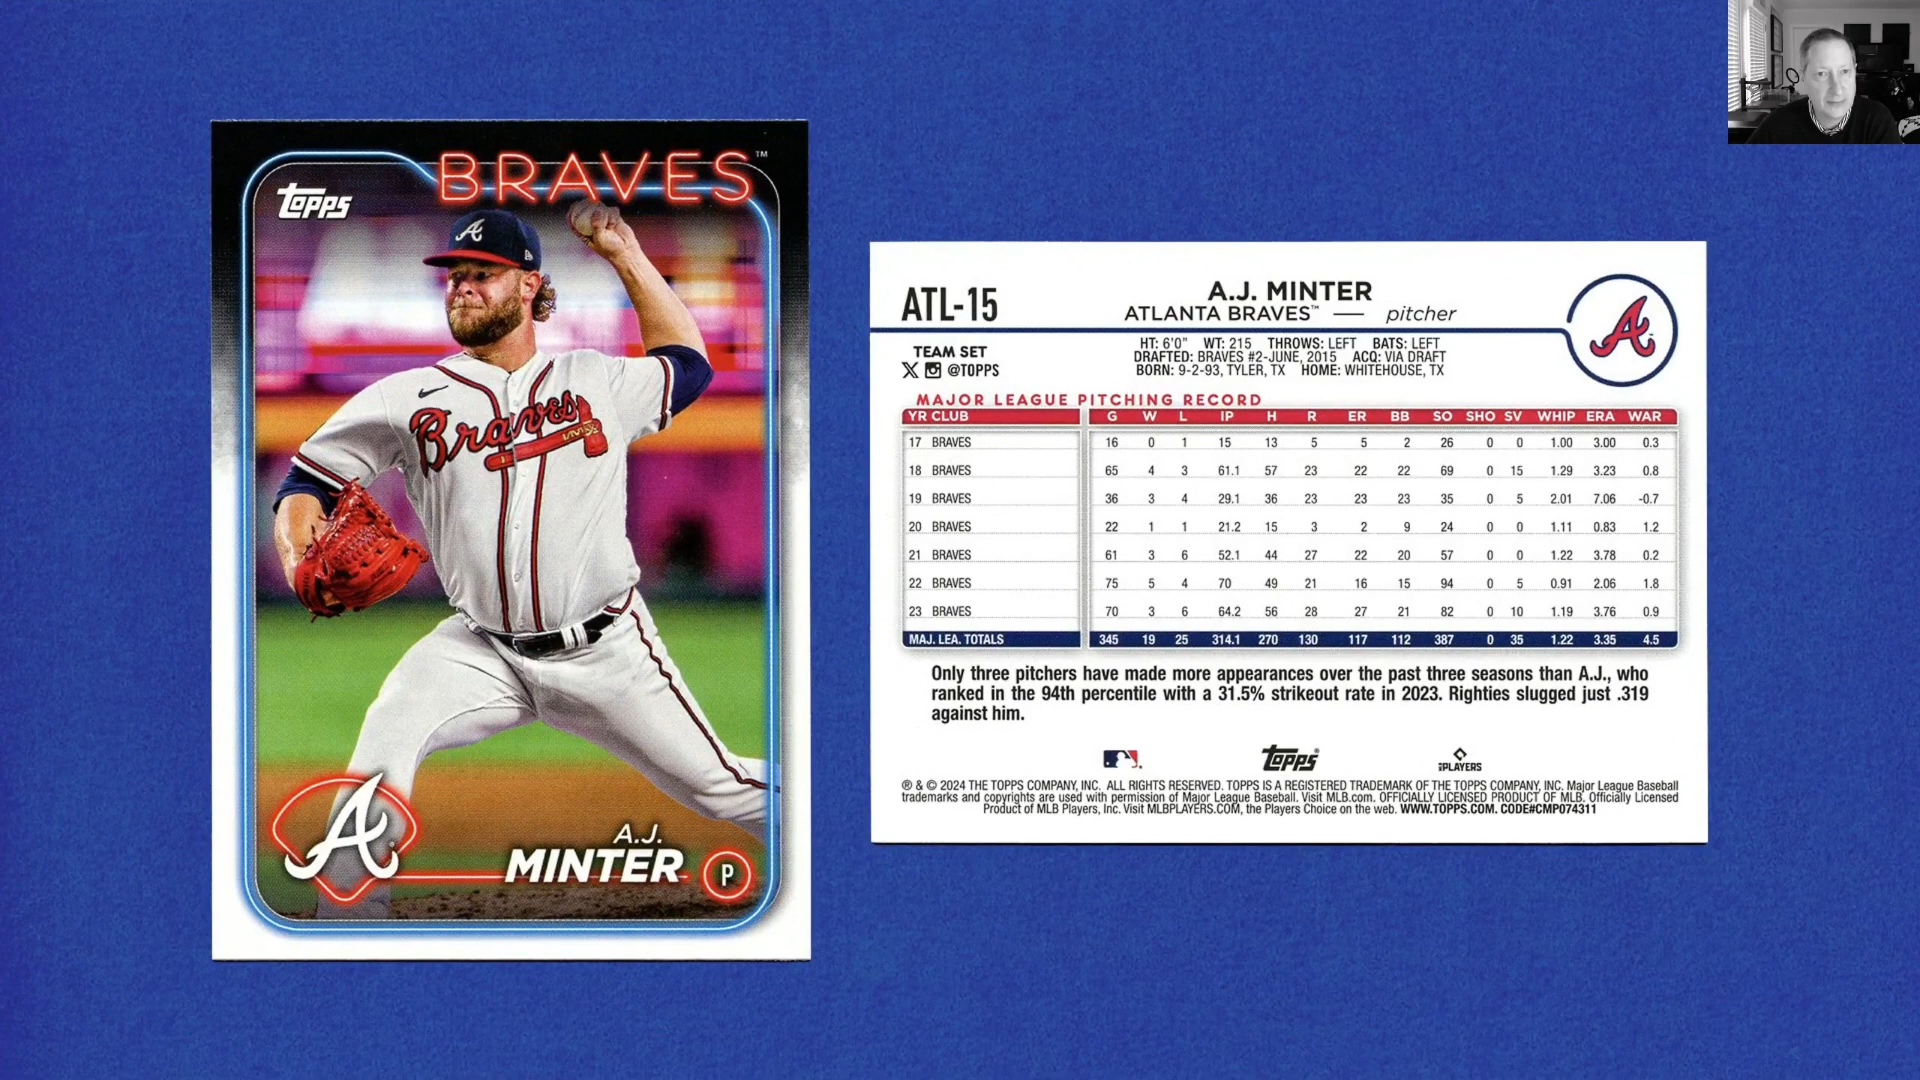 BRAVES™
topps
A
Braves
A
A.J.
MINTER
P
ATL-15
A.J. MINTER
ATLANTA BRAVES™ — pitcher
A
TEAM SET
X @TOPPS
HT: 6'0" WT: 215 THROWS: LEFT BATS: LEFT
DRAFTED: BRAVES #2-JUNE, 2015 ACQ: VIA DRAFT
BORN: 9-2-93, TYLER, TX HOME: WHITEHOUSE, TX
MAJOR LEAGUE PITCHING RECORD
YR CLUB G W L IP H R ER BB SO SHO SV WHIP ERA WAR
17 BRAVES 16 0 1 15 13 5 5 2 26 0 0 1.00 3.00 0.3
18 BRAVES 65 4 3 61.1 57 23 22 22 69 0 15 1.29 3.23 0.8
19 BRAVES 36 3 4 29.1 36 23 23 23 35 0 5 2.01 7.06 -0.7
20 BRAVES 22 1 1 21.2 15 3 2 9 24 0 0 1.11 0.83 1.2
21 BRAVES 61 3 6 52.1 44 27 22 20 57 0 0 1.22 3.78 0.2
22 BRAVES 75 5 4 70 49 21 16 15 94 0 5 0.91 2.06 1.8
23 BRAVES 70 3 6 64.2 56 28 27 21 82 0 10 1.19 3.76 0.9
MAJ. LEA. TOTALS 345 19 25 314.1 270 130 117 112 387 0 35 1.22 3.35 4.5
Only three pitchers have made more appearances over the past three seasons than A.J., who
ranked in the 94th percentile with a 31.5% strikeout rate in 2023. Righties slugged just .319
against him.
topps®
PLAYERS
® & © 2024 THE TOPPS COMPANY, INC. ALL RIGHTS RESERVED. TOPPS IS A REGISTERED TRADEMARK OF THE TOPPS COMPANY, INC. Major League Baseball
trademarks and copyrights are used with permission of Major League Baseball. Visit MLB.com. OFFICIALLY LICENSED PRODUCT OF MLB. Officially Licensed
Product of MLB Players, Inc. Visit MLBPLAYERS.COM, the Players Choice on the web. WWW.TOPPS.COM. CODE#CMP074311